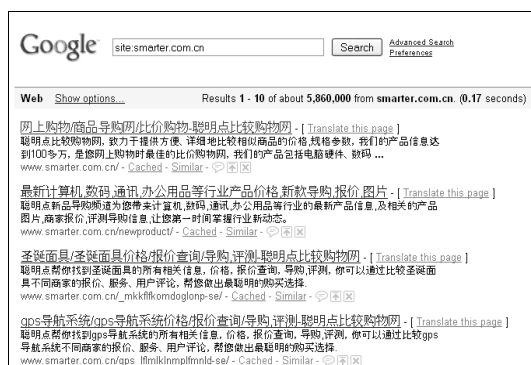 Google
site:smarter.com.cn Search Advanced Search
Preferences
Web Show options... Results 1 - 10 of about 5,860,000 from smarter.com.cn. (0.17 seconds)
网上购物/商品导购网/比价购物-聪明点比较购物网 - [ Translate this page ]
聪明点比较购物网, 致力于提供方便、详细地比较相似商品的价格,规格参数, 我们的产品信息达
到100多万, 是您网上购物时最佳的比价购物网, 我们的产品包括电脑硬件、数码 ...
www.smarter.com.cn/ - Cached - Similar -
最新计算机,数码,通讯,办公用品等行业产品价格,新款导购,报价,图片 - [ Translate this page ]
聪明点新品导购频道为您带来计算机,数码,通讯,办公用品等行业的最新产品信息,及相关的产品
图片,商家报价,评测导购信息,让您第一时间掌握行业新动态。
www.smarter.com.cn/newproduct/ - Cached - Similar -
圣诞面具/圣诞面具价格/报价查询/导购,评测-聪明点比较购物网 - [ Translate this page ]
聪明点帮你找到圣诞面具的所有相关信息, 价格, 报价查询, 导购,评测, 你可以通过比较圣诞面
具不同商家的报价、服务、用户评论, 帮您做出最明的购买选择.
www.smarter.com.cn/_mkkflfkomdoglonp-se/ - Cached - Similar -
gps导航系统/gps导航系统价格/报价查询/导购,评测-聪明点比较购物网 - [ Translate this page ]
聪明点帮你找到gps导航系统的所有相关信息, 价格, 报价查询, 导购,评测, 你可以通过比较gps
导航系统不同商家的报价、服务、用户评论, 帮您做出最聪明的购买选择.
www.smarter.com.cn/gps_lflmlklnmplfmnld-se/ - Cached - Similar -